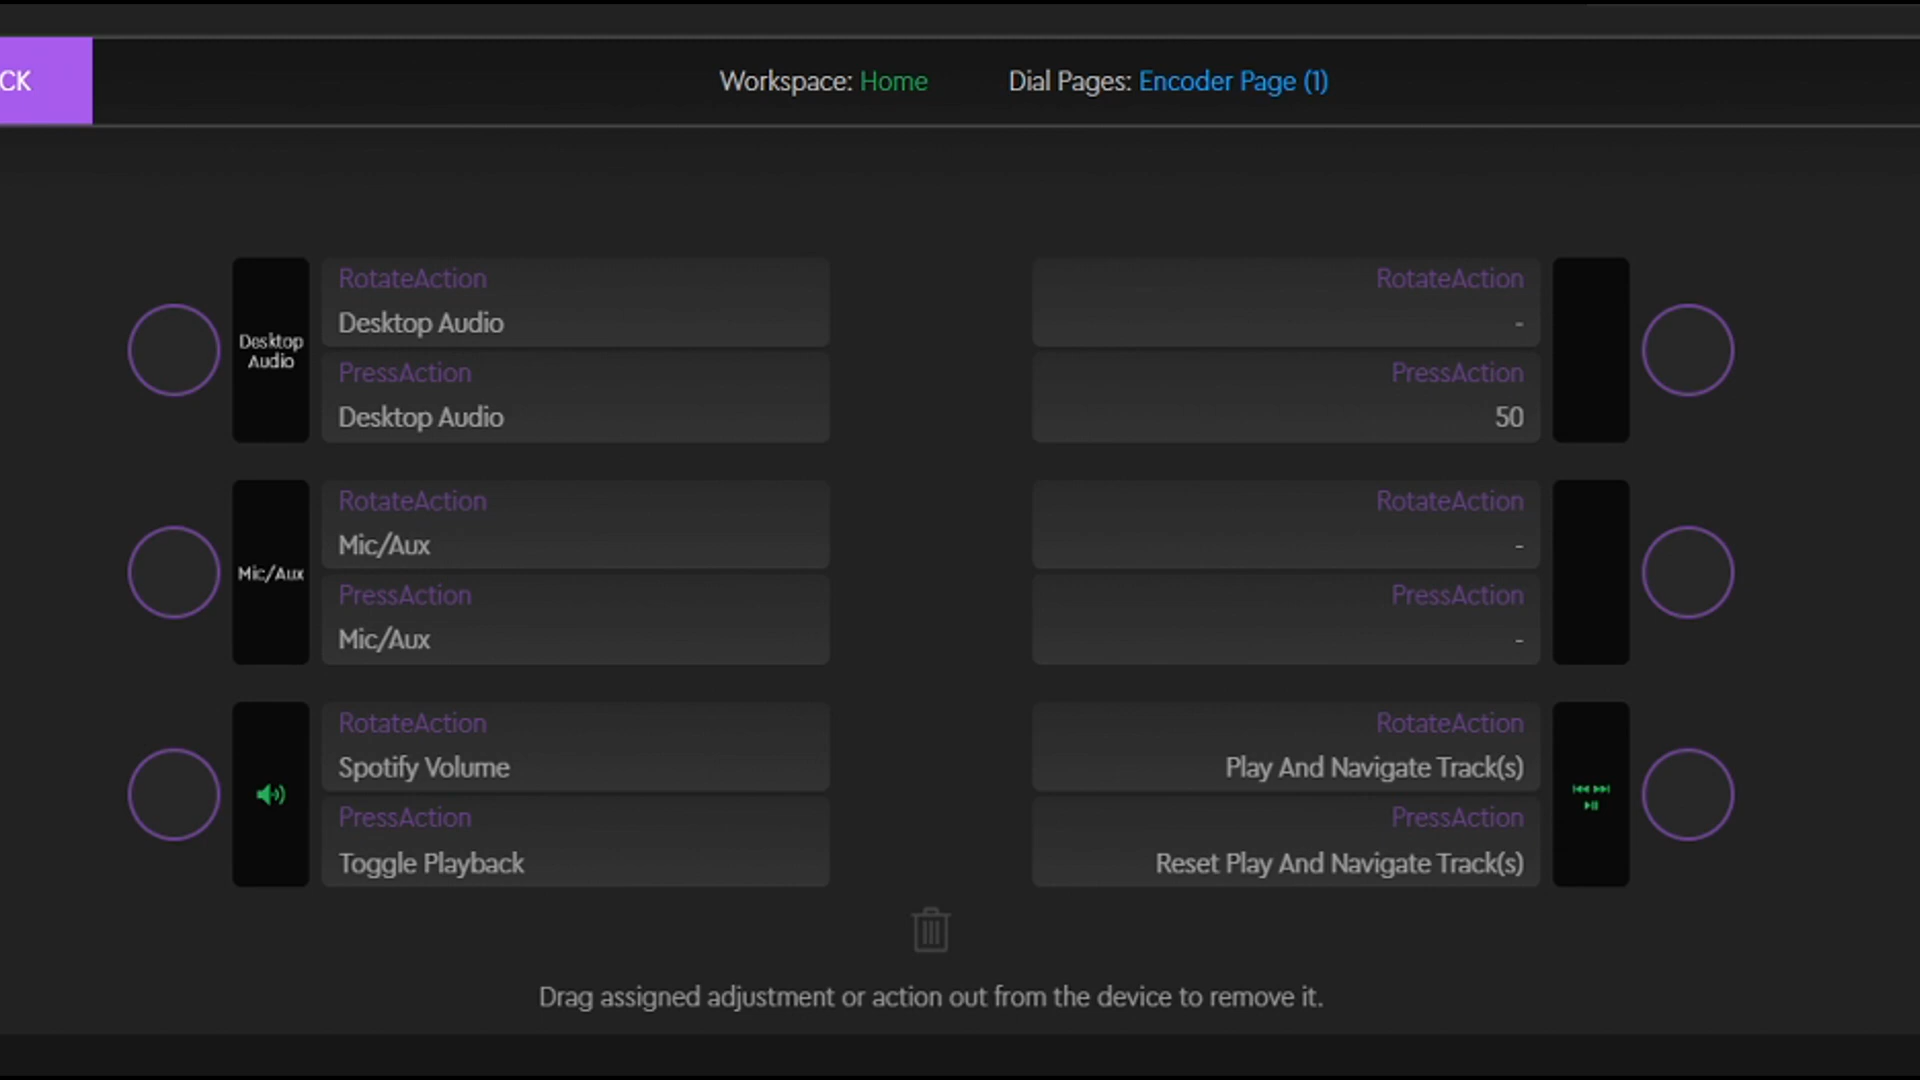 CK
Workspace: Home
Dial Pages: Encoder Page (1)
Desktop
Audio
RotateAction
Desktop Audio
PressAction
Desktop Audio
RotateAction
-
PressAction
50
Mic/Aux
RotateAction
Mic/Aux
PressAction
Mic/Aux
RotateAction
-
PressAction
-
RotateAction
Spotify Volume
PressAction
Toggle Playback
RotateAction
Play And Navigate Track(s)
PressAction
Reset Play And Navigate Track(s)
Drag assigned adjustment or action out from the device to remove it.